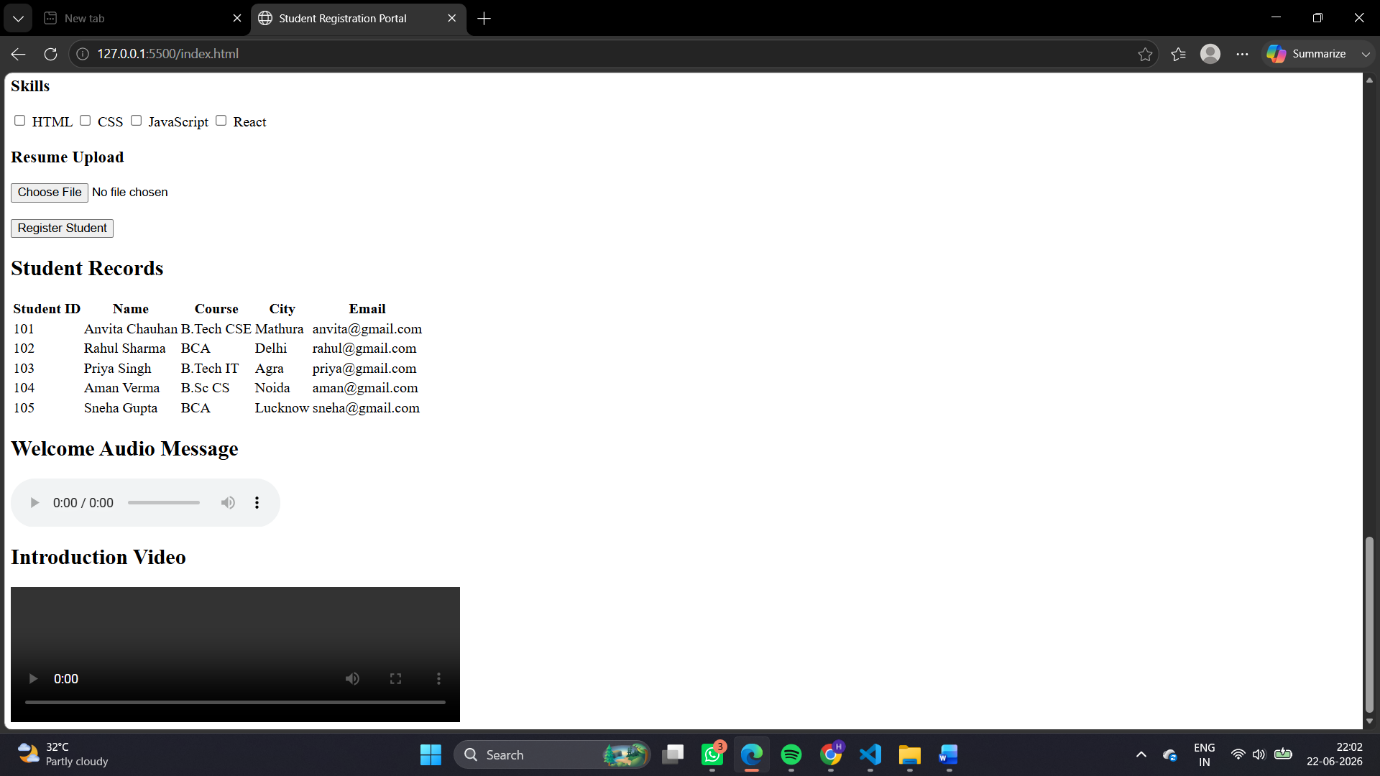 New tab
Student Registration Portal
127.0.0.1:5500/index.html
Summarize
Skills
HTML CSS JavaScript React
Resume Upload
Choose File No file chosen
Register Student
Student Records
Student ID Name Course City Email
101 Anvita Chauhan B.Tech CSE Mathura anvita@gmail.com
102 Rahul Sharma BCA Delhi rahul@gmail.com
103 Priya Singh B.Tech IT Agra priya@gmail.com
104 Aman Verma B.Sc CS Noida aman@gmail.com
105 Sneha Gupta BCA Lucknow sneha@gmail.com
Welcome Audio Message
0:00 / 0:00
Introduction Video
0:00
32°C
Partly cloudy
Search
3
H
W
ENG
IN
22:02
22-06-2026